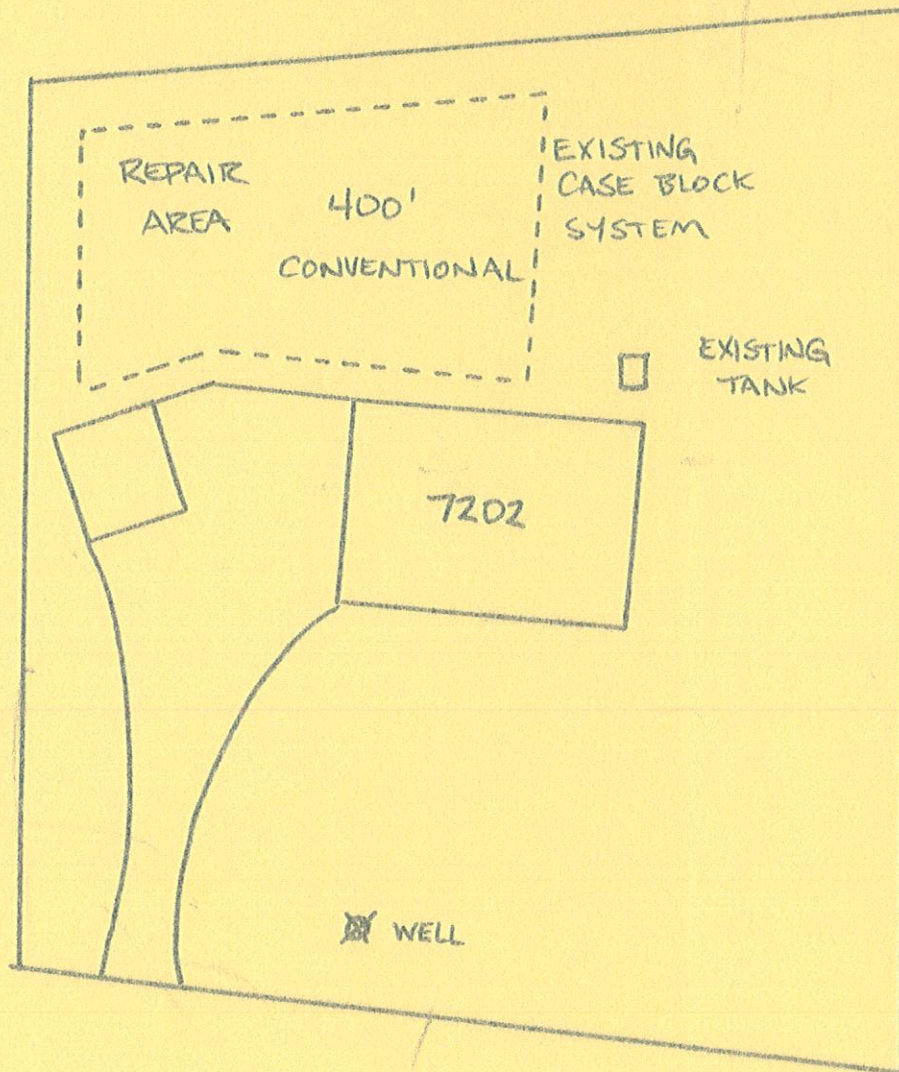 REPAIR
AREA
400'
CONVENTIONAL
EXISTING
CASE BLOCK
SYSTEM
EXISTING
TANK
7202
WELL